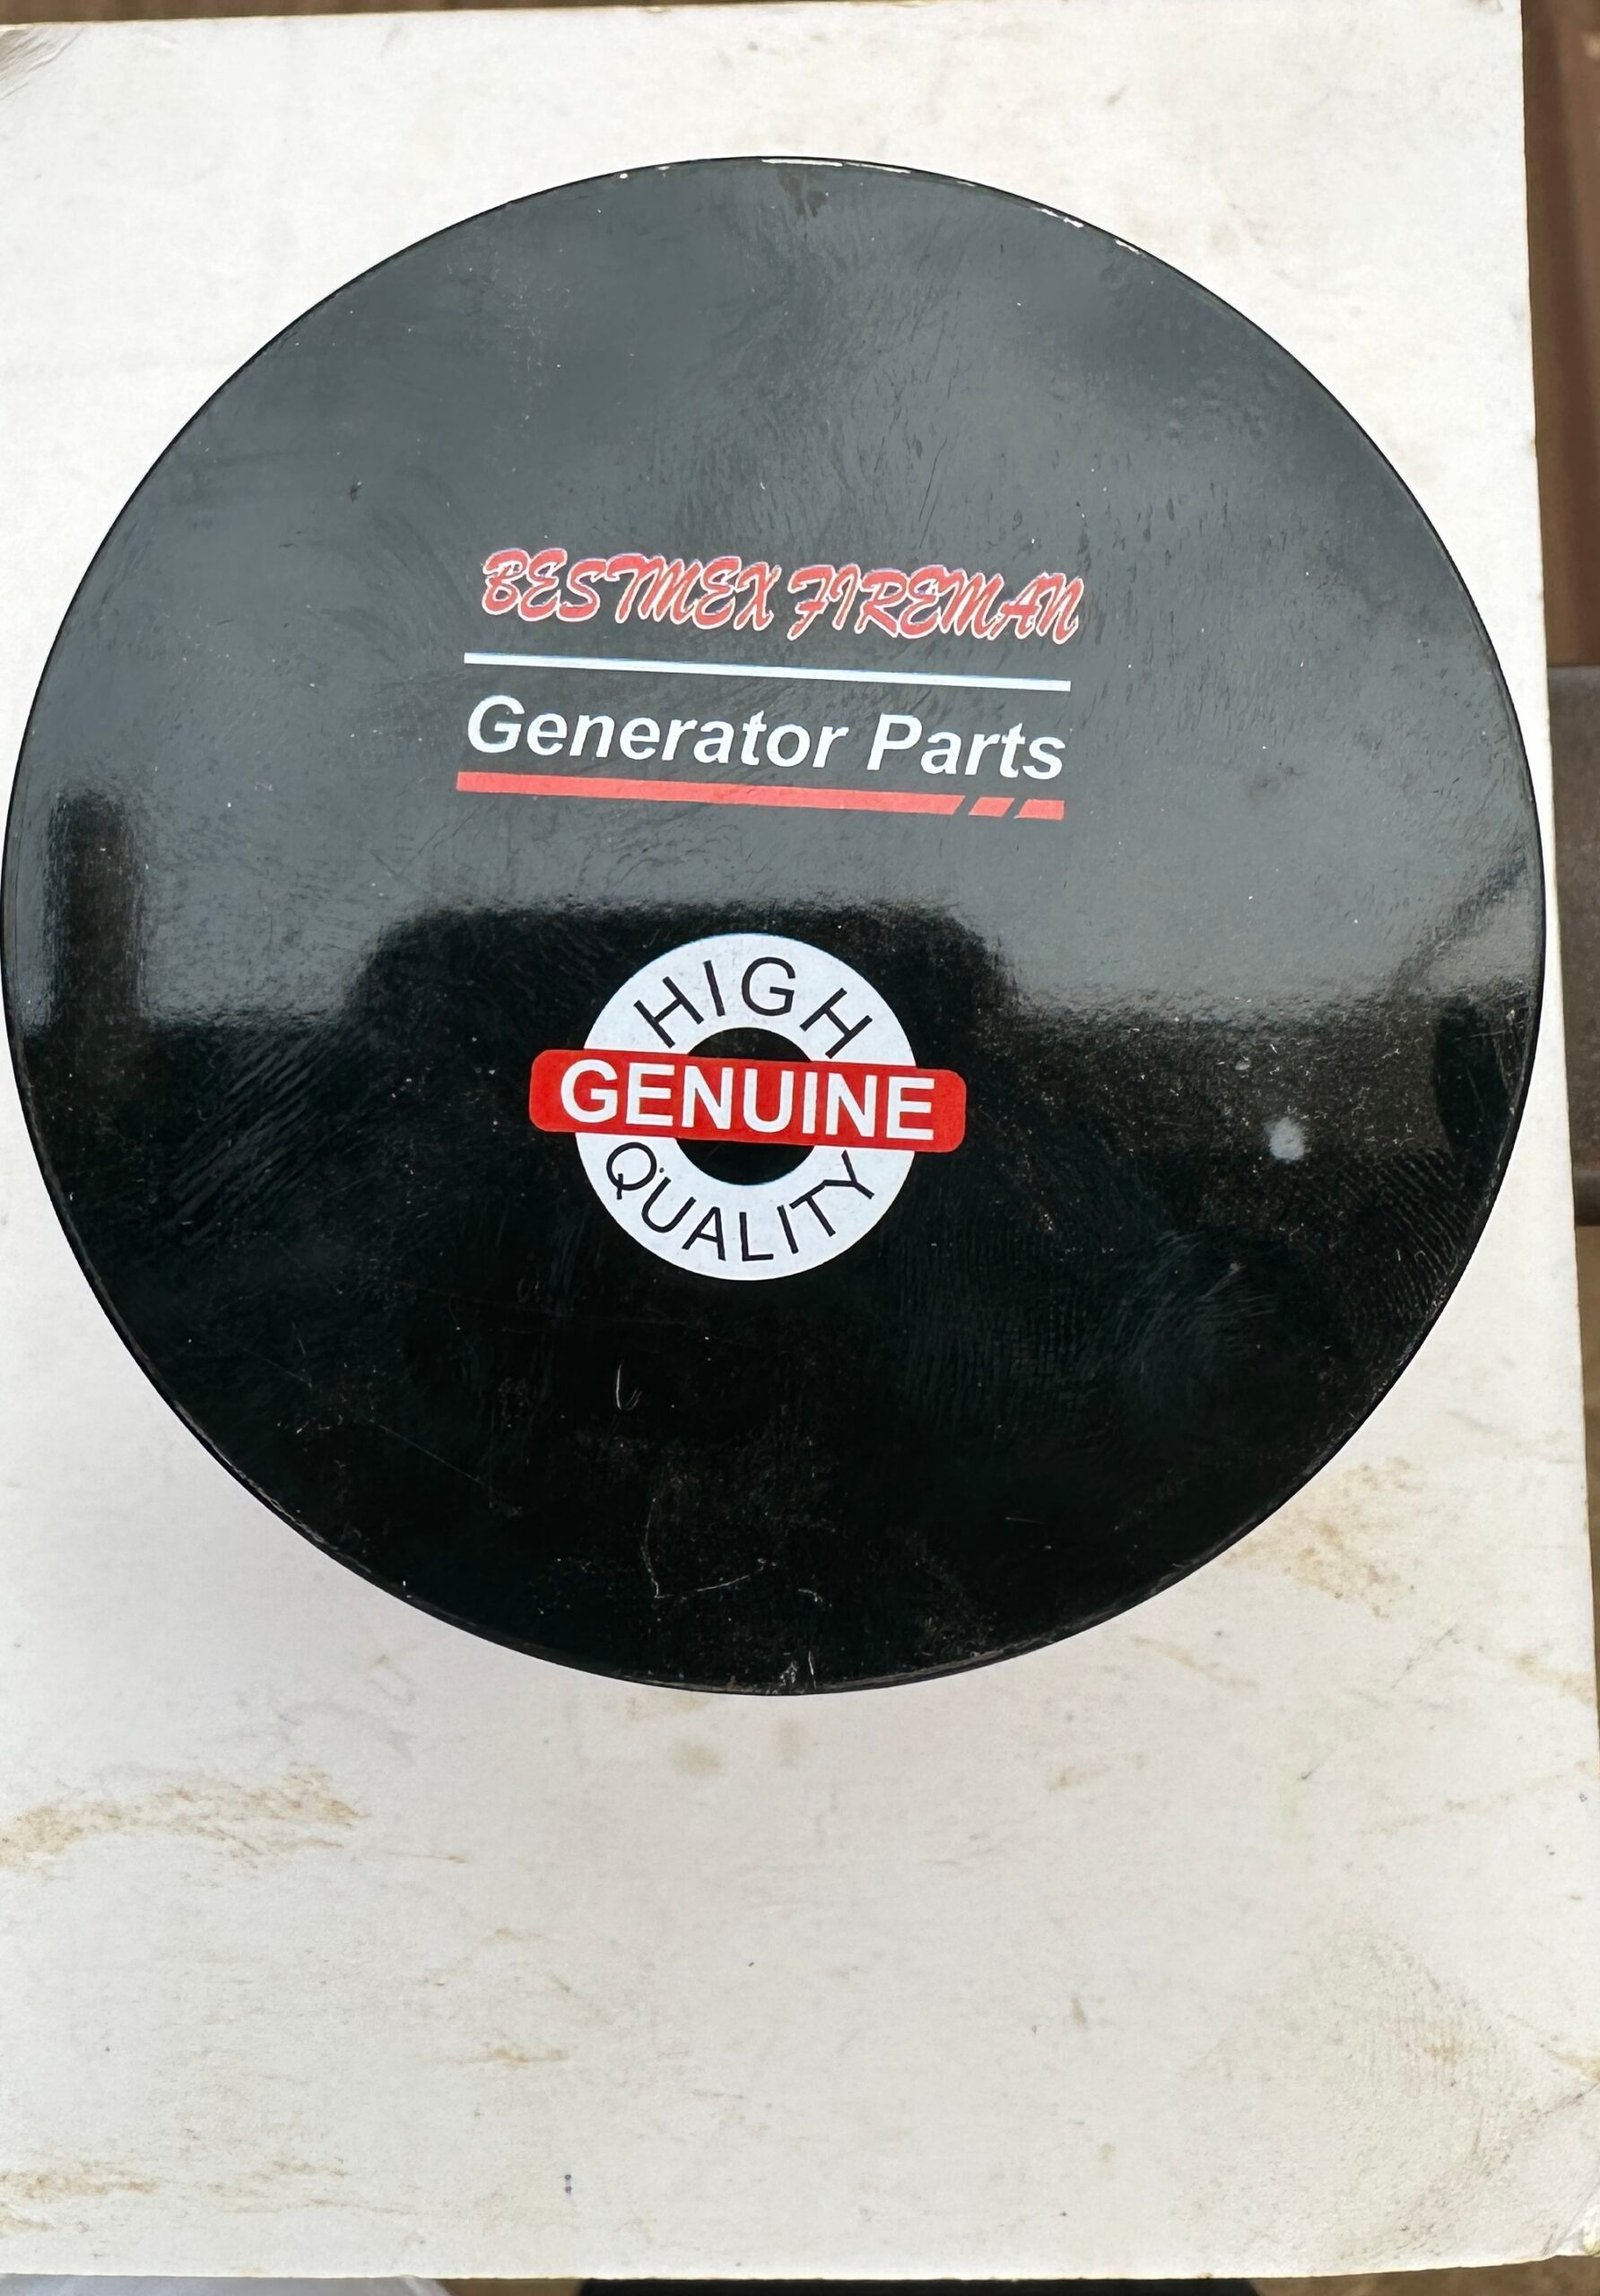 BESTMEX FIREMAN
Generator Parts
HIGH
GENUINE
QUALITY